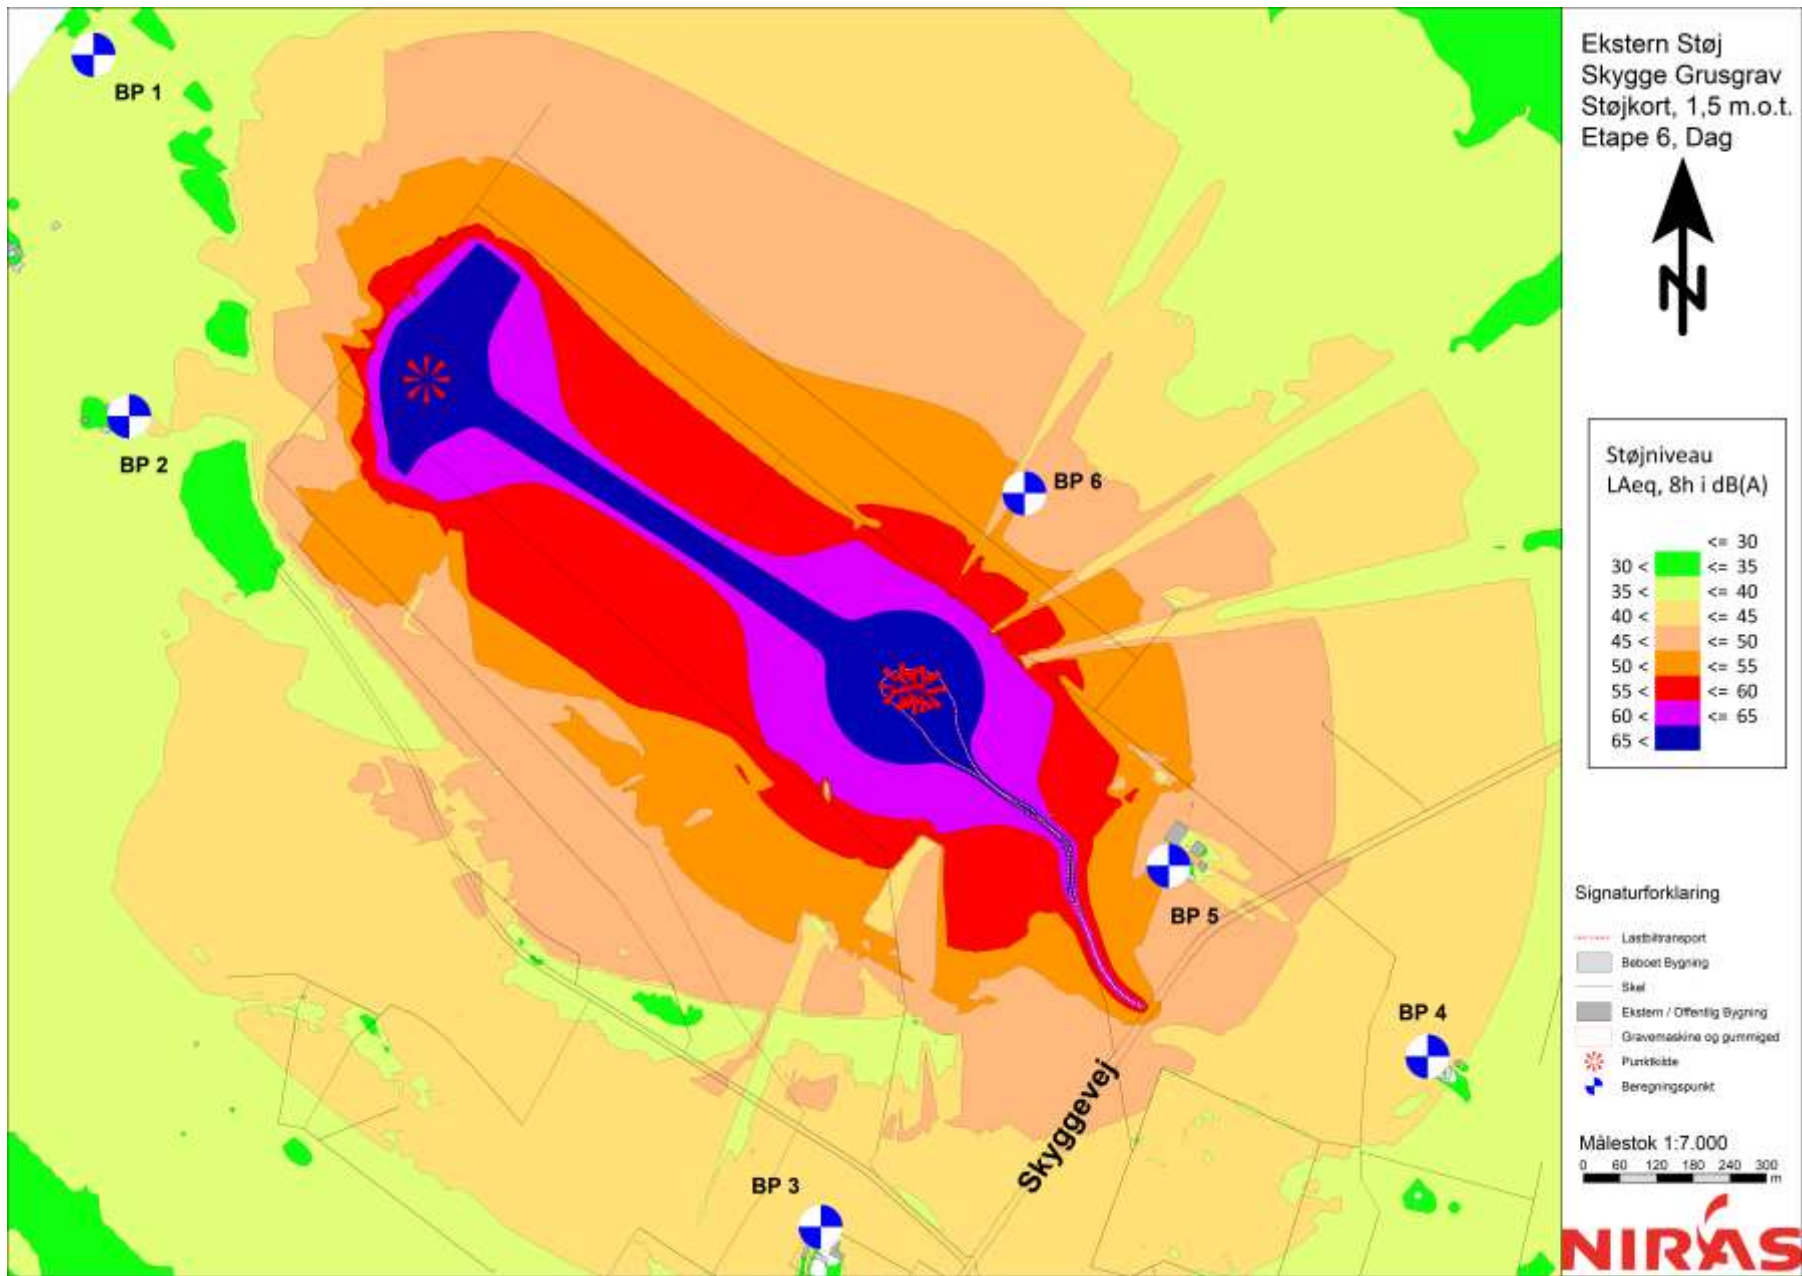 Ekstern Støj
Skygge Grusgrav
Støjkort, 1,5 m.o.t.
Etape 6, Dag
N
BP 1
BP 2
BP 6
BP 5
BP 4
BP 3
Skyggevej
Støjniveau
LAeq, 8h i dB(A)
<= 30
30 < <= 35
35 < <= 40
40 < <= 45
45 < <= 50
50 < <= 55
55 < <= 60
60 < <= 65
65 <
Signaturforklaring
Lastbiltransport
Beboet Bygning
Skel
Ekstern / Offentlig Bygning
Gravemaskine og gummiged
Punktkilde
Beregningspunkt
Målestok 1:7.000
0 60 120 180 240 300
m
NIRAS